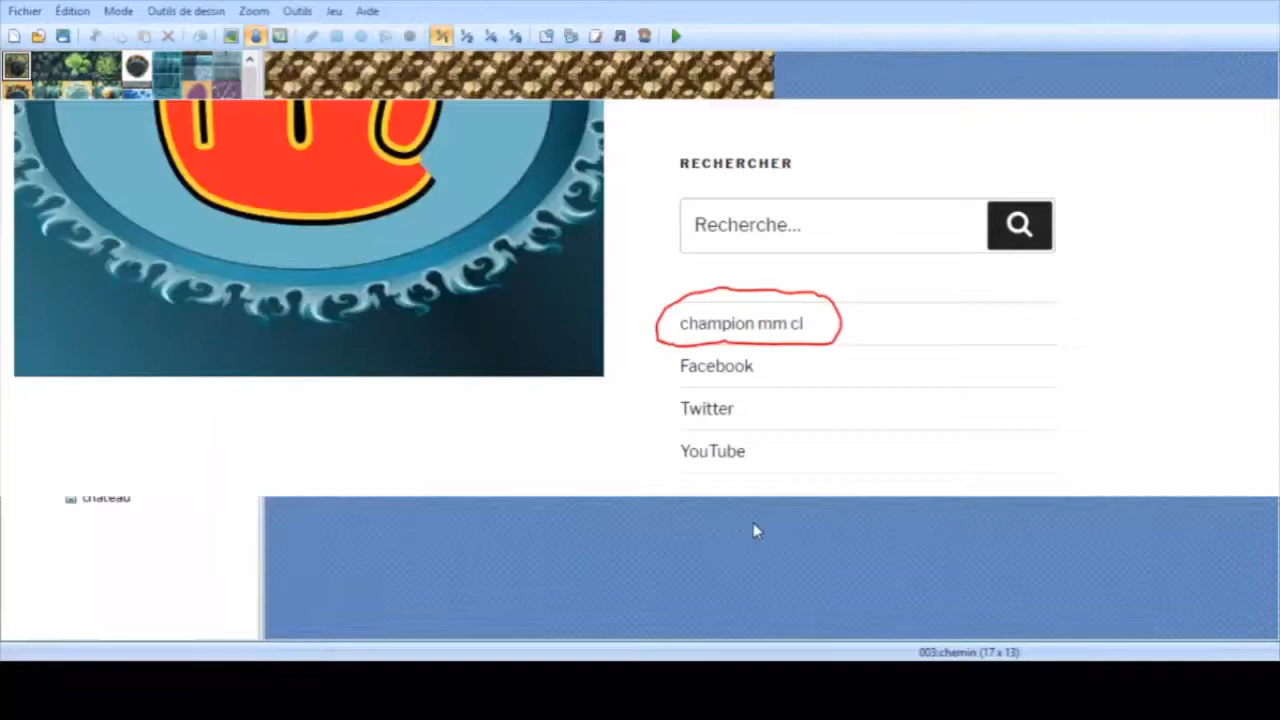 Fichier Édition Mode Outils de dessin Zoom Outils Jeu Aide
RECHERCHER
Recherche...
champion mm cl
Facebook
Twitter
YouTube
chateau
003:chemin (17 x 13)